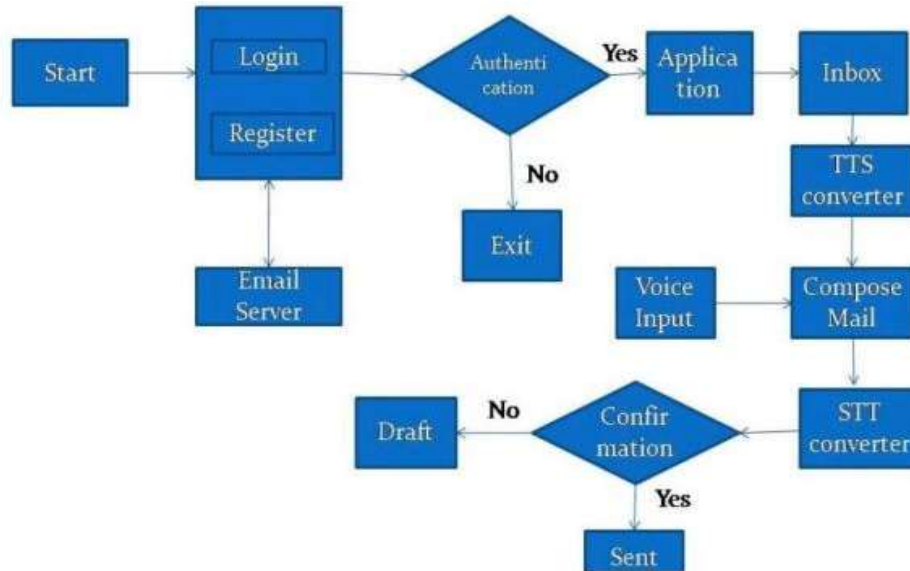 Start
Login
Register
Authenti
cation
Yes
Applica
tion
Inbox
No
Exit
TTS
converter
Email
Server
Voice
Input
Compose
Mail
STT
converter
Confir
mation
No
Draft
Yes
Sent